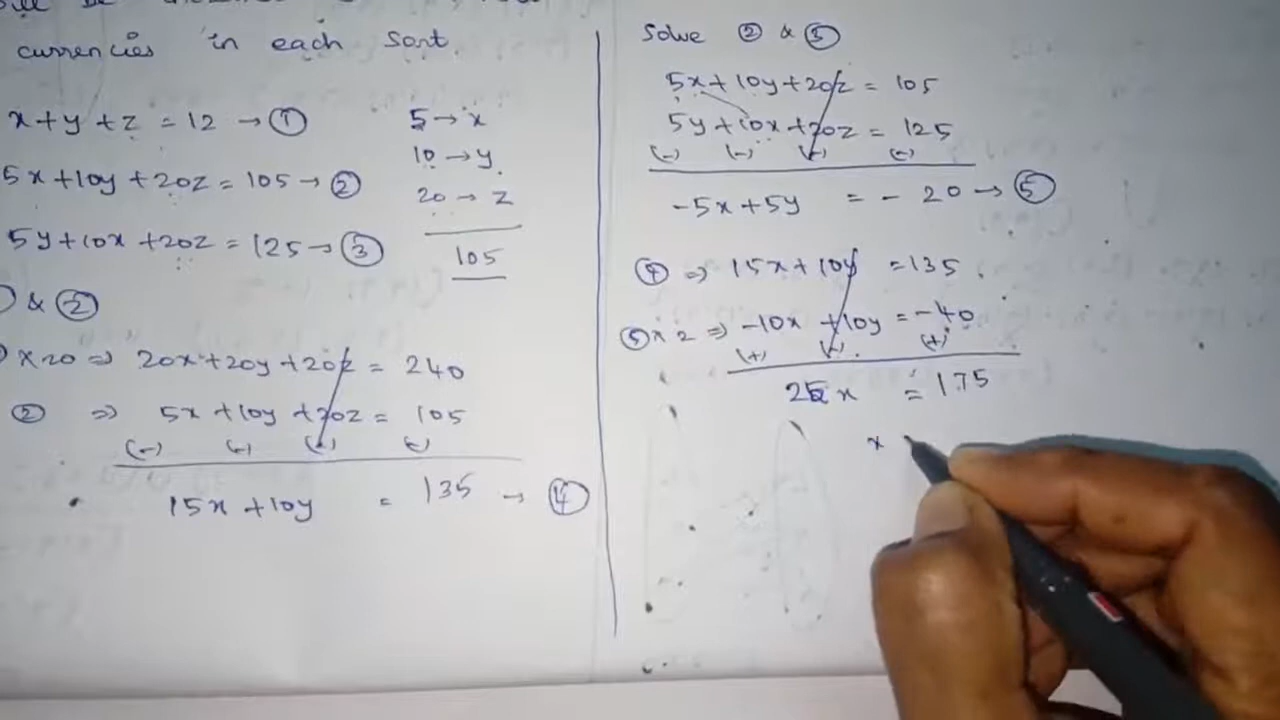 be
currencies in each sort
x+y+z = 12 → ①
5x+10y+20z = 105 → ②
5y+10x+20z = 125 → ③
5 → x
10 → y
20 → z
105
& ②
x20 ⇒ 20x+20y+20z = 240
② ⇒ 5x+10y+20z = 105
(-) (-) (-) (-)
15x+10y = 135 → ④
Solve ② & ③
5x+10y+20z = 105
5y+10x+20z = 125
(-) (-) (-) (-)
-5x+5y = -20 → ⑤
④ ⇒ 15x+10y = 135
⑤x2 ⇒ -10x+10y = -40
(+) (-) (+)
25x = 175
x